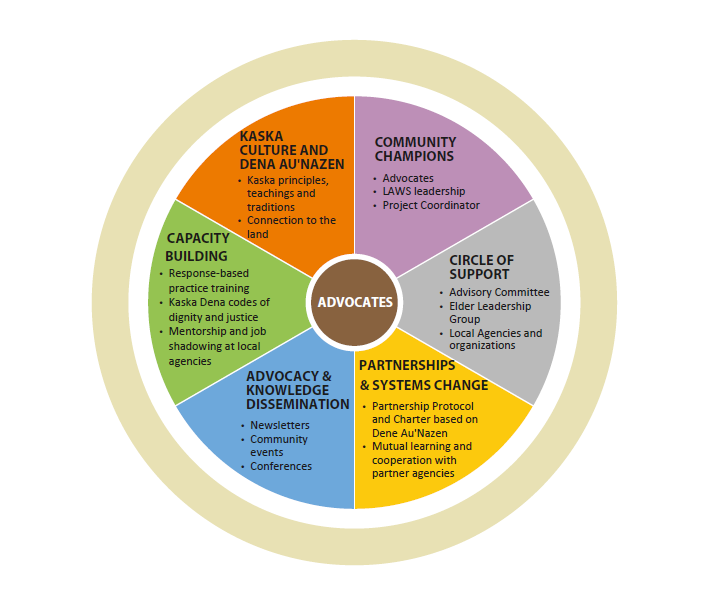 KASKA
CULTURE AND
DENA AU'NAZEN
• Kaska principles,
teachings and
traditions
• Connection to the
land
COMMUNITY
CHAMPIONS
• Advocates
• LAWS leadership
• Project Coordinator
CIRCLE OF
SUPPORT
• Advisory Committee
• Elder Leadership
Group
• Local Agencies and
organizations
PARTNERSHIPS
& SYSTEMS CHANGE
• Partnership Protocol
and Charter based on
Dene Au'Nazen
• Mutual learning and
cooperation with
partner agencies
ADVOCACY &
KNOWLEDGE
DISSEMINATION
• Newsletters
• Community
events
• Conferences
CAPACITY
BUILDING
• Response-based
practice training
• Kaska Dena codes of
dignity and justice
• Mentorship and job
shadowing at local
agencies
ADVOCATES